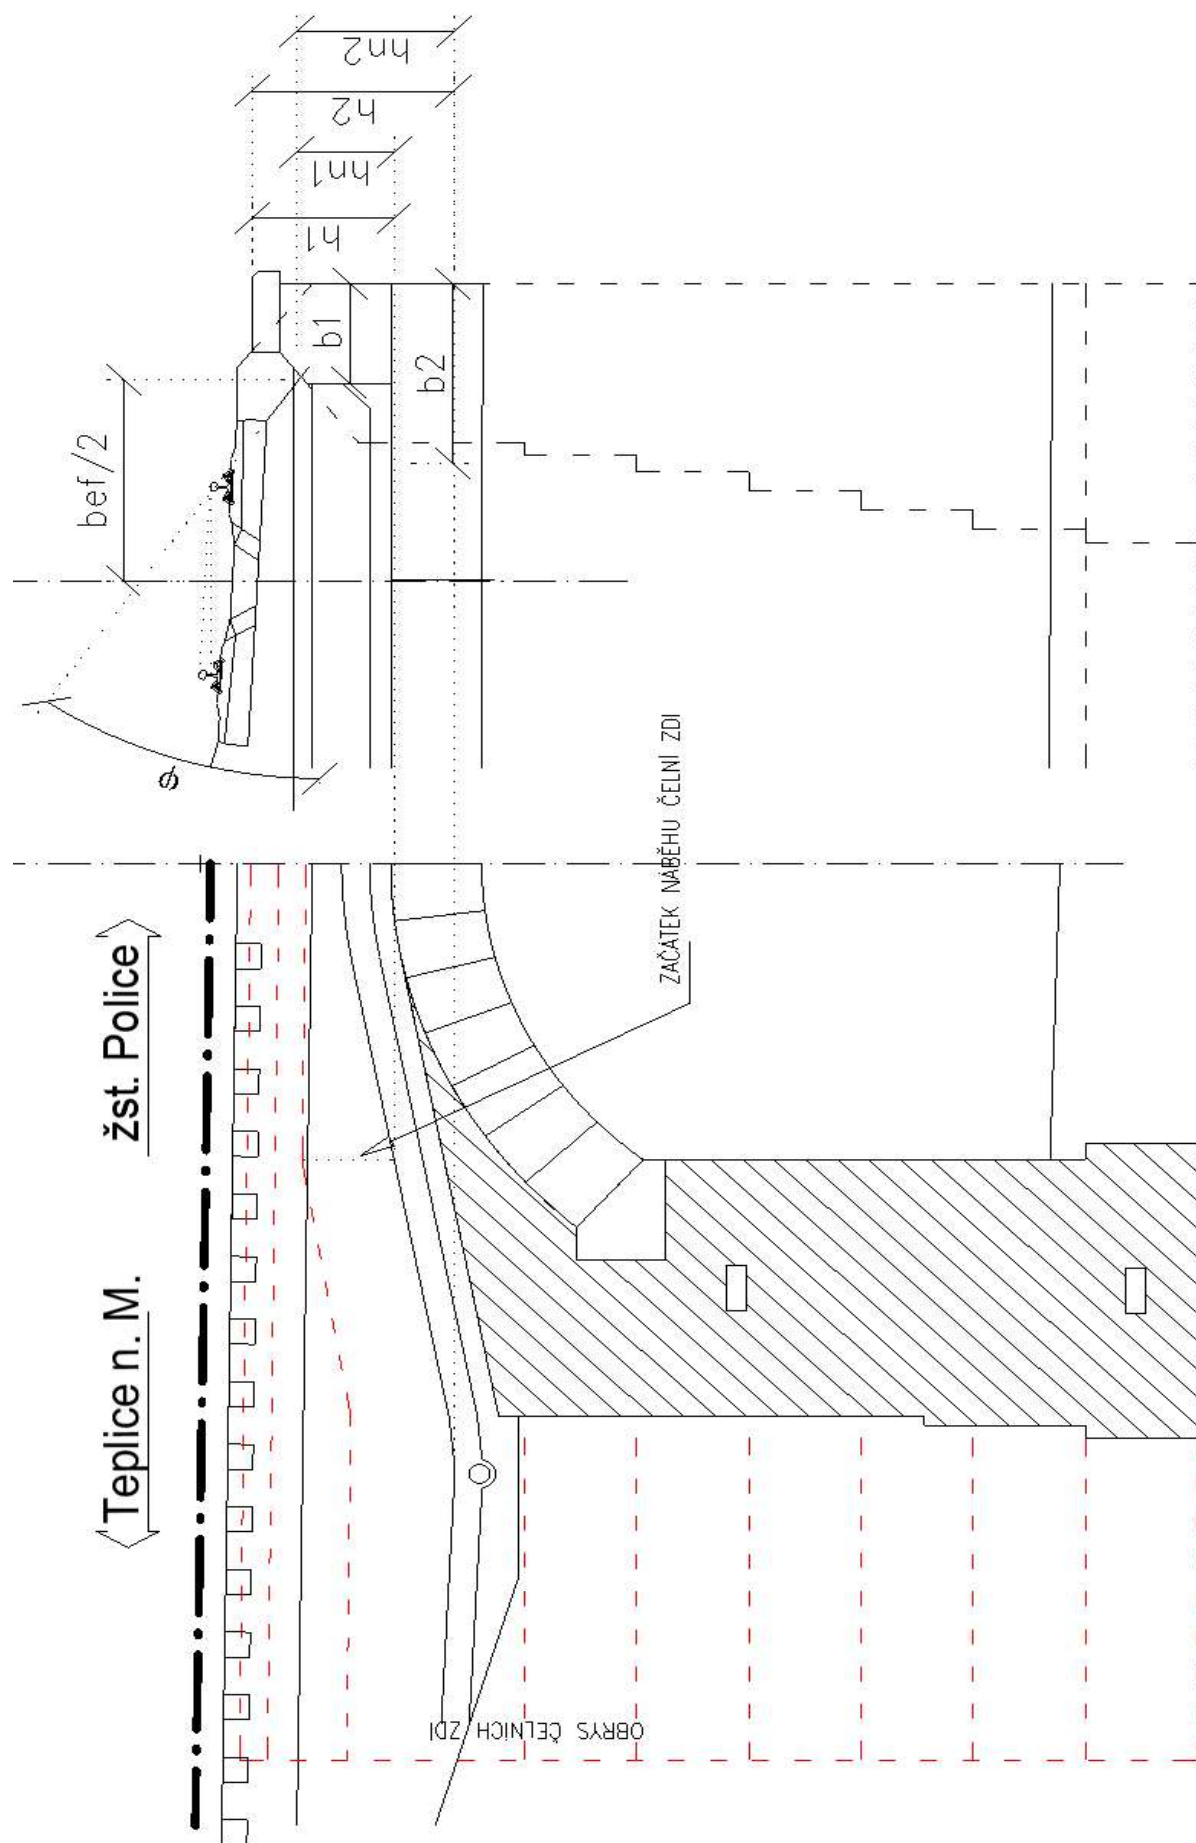 hn2
h2
hn1
h1
b1
b2
bef/2
φ
ZAČÁTEK NÁBĚHU ČELNÍ ZDI
žst. Police
Teplice n. M.
OBRYS ČELNÍCH ZDÍ